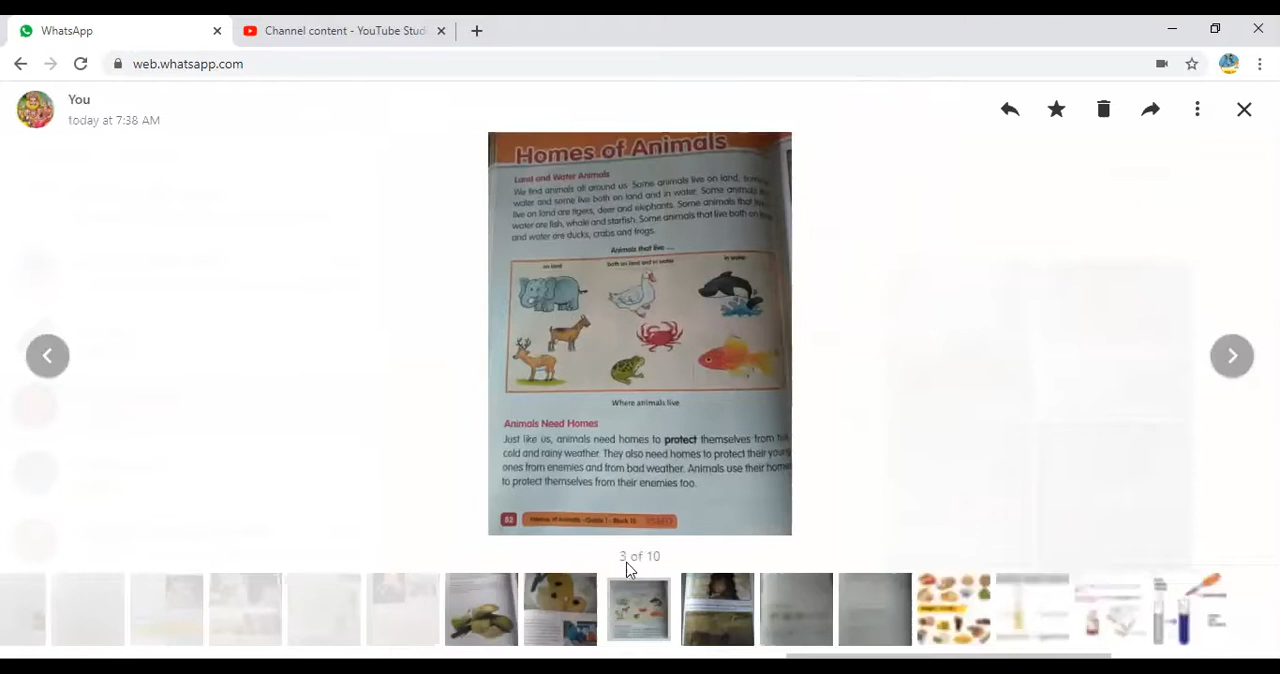 WhatsApp
Channel content - YouTube Stud
web.whatsapp.com
You
today at 7:38 AM
Homes of Animals
Land and Water Animals
We find animals all around us. Some animals live on land, some
water and some live both on land and in water. Some animals
live on land are tigers, deer and elephants. Some animals that
water are fish, whale and starfish. Some animals that live both on
and water are ducks, crabs and frogs.
Animals that live ...
on land
both on land and in water
in water
Where animals live
Animals Need Homes
Just like us, animals need homes to protect themselves from
cold and rainy weather. They also need homes to protect their young
ones from enemies and from bad weather. Animals use their home
to protect themselves from their enemies too.
82
Homes of Animals - Guide 1 - Block 15
3 of 10